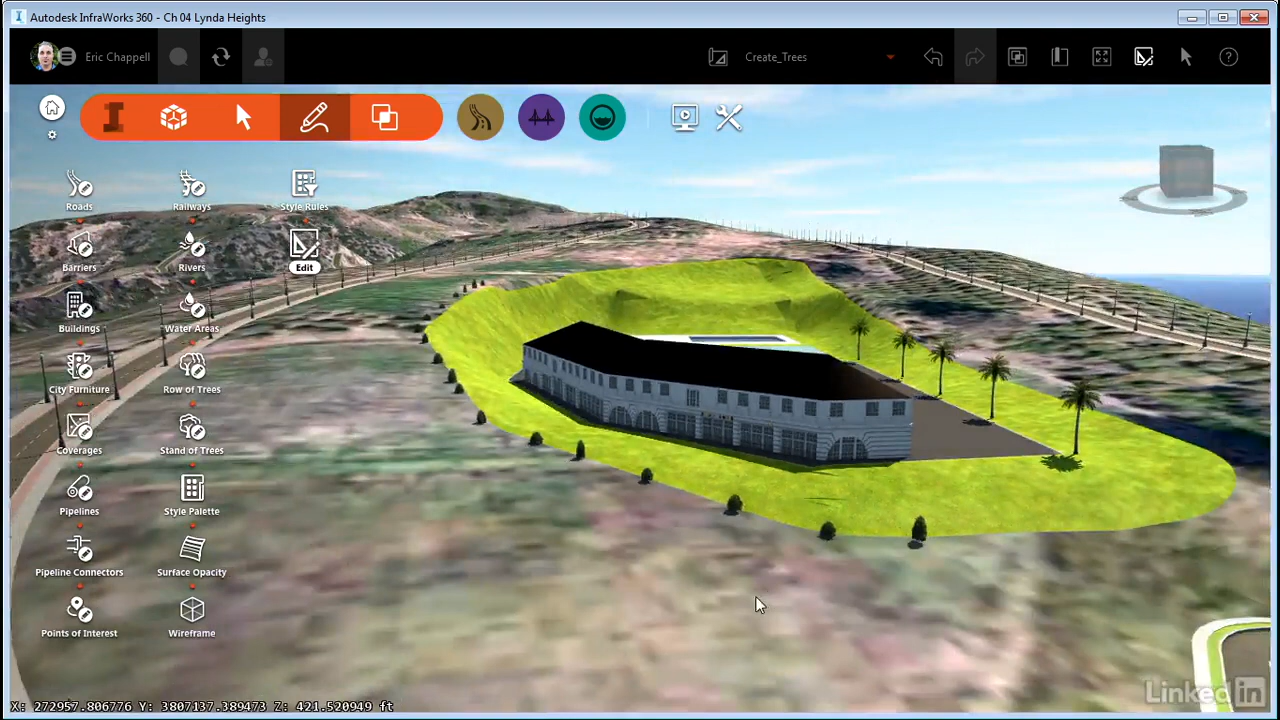 Autodesk InfraWorks 360 - Ch 04 Lynda Heights
Eric Chappell
Create_Trees
Roads
Railways
Style Rules
Barriers
Rivers
Edit
Buildings
Water Areas
City Furniture
Row of Trees
Coverages
Stand of Trees
Pipelines
Style Palette
Pipeline Connectors
Surface Opacity
Points of Interest
Wireframe
X: 272957.806776 Y: 3807137.389473 Z: 421.520949 ft
Linked in